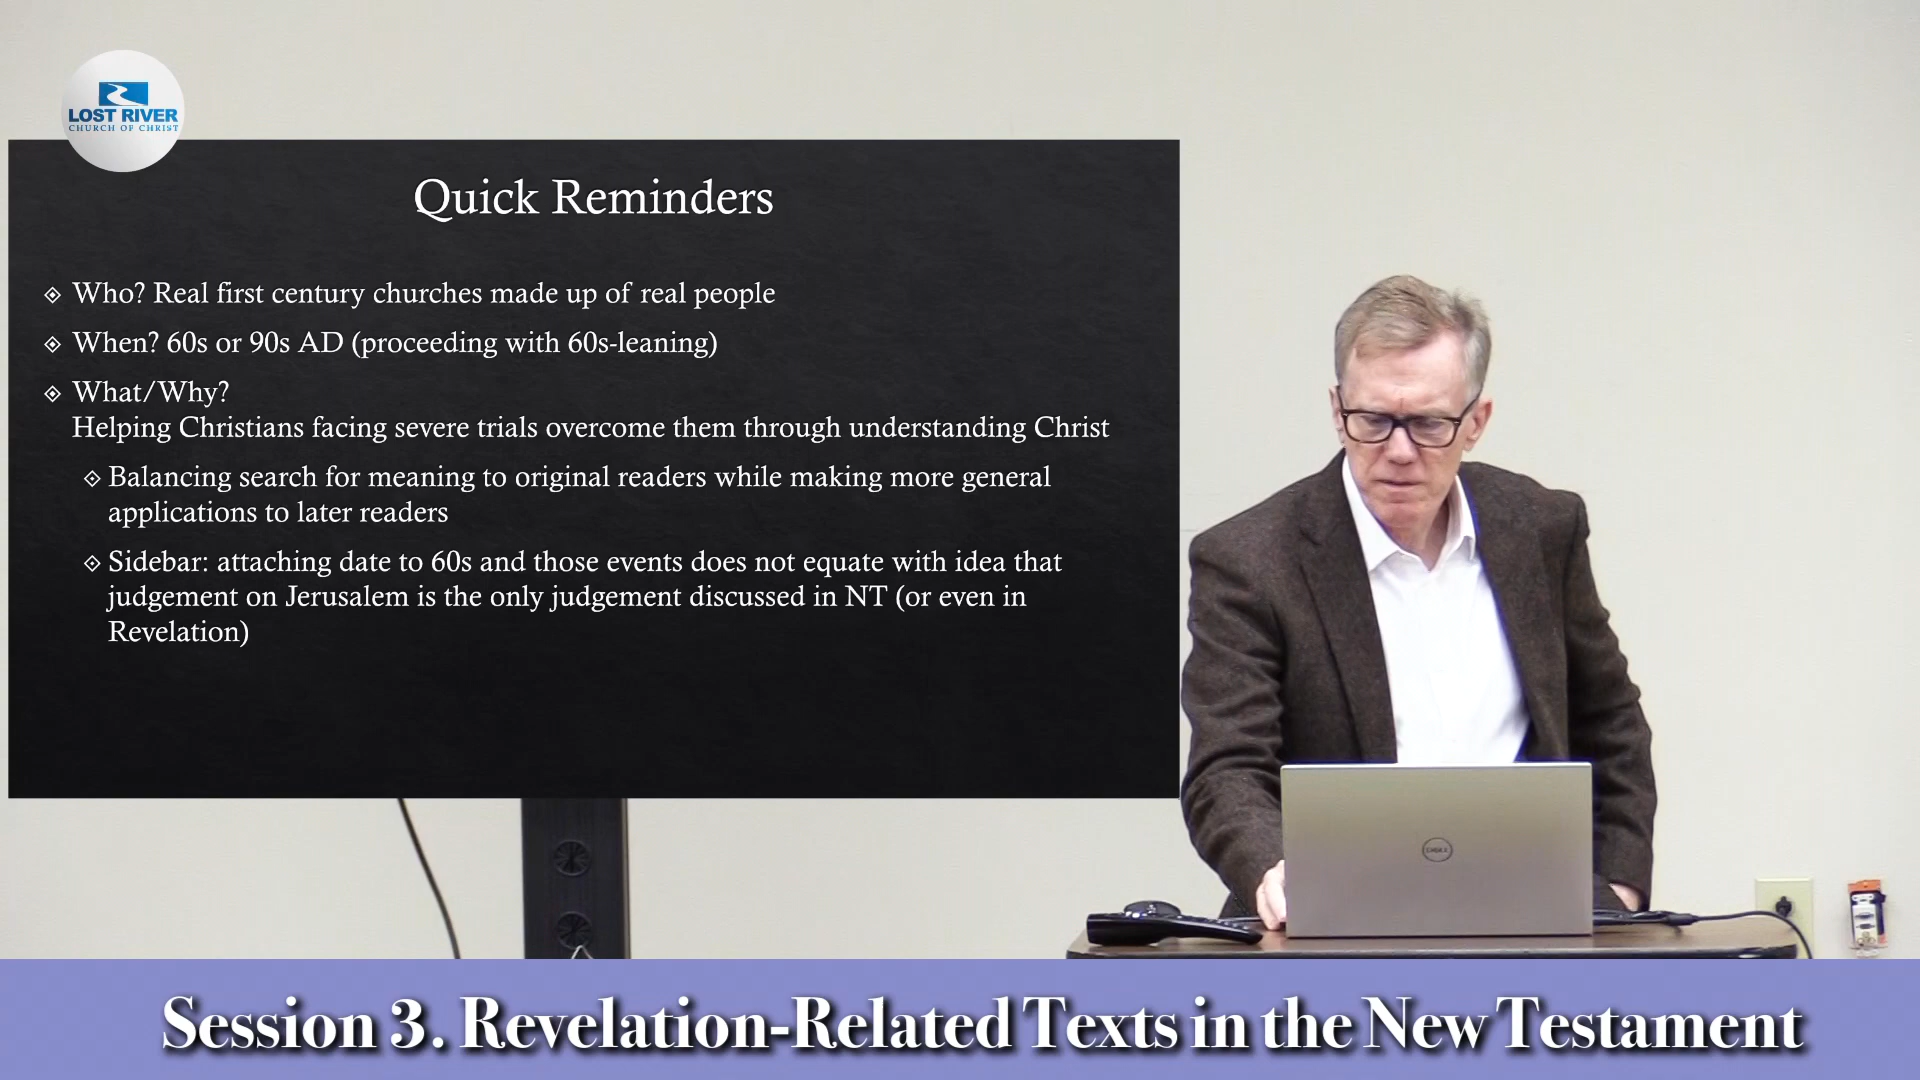 LOST RIVER
CHURCH OF CHRIST
Quick Reminders
Who? Real first century churches made up of real people
When? 60s or 90s AD (proceeding with 60s-leaning)
What/Why?
Helping Christians facing severe trials overcome them through understanding Christ
Balancing search for meaning to original readers while making more general
applications to later readers
Sidebar: attaching date to 60s and those events does not equate with idea that
judgement on Jerusalem is the only judgement discussed in NT (or even in
Revelation)
DELL
Session 3. Revelation-Related Texts in the New Testament